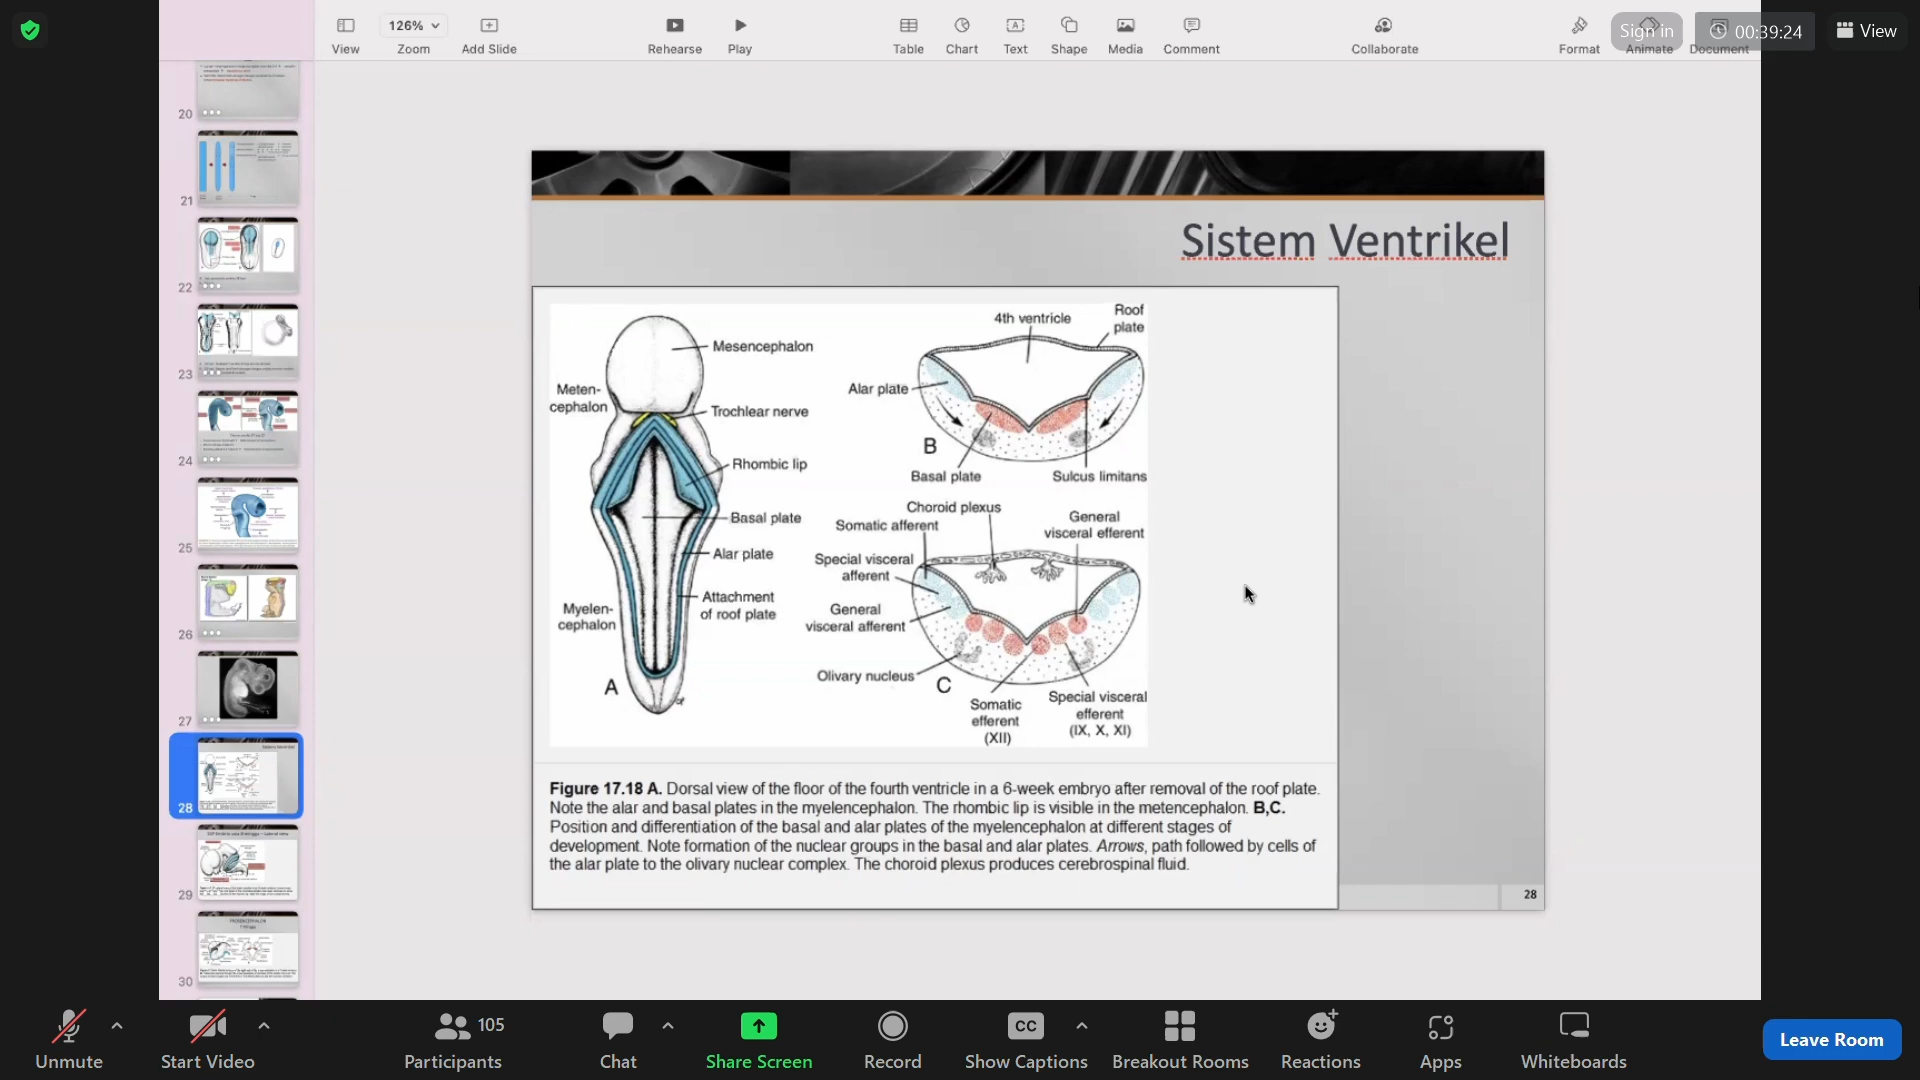 View
126%
Zoom
Add Slide
Rehearse
Play
Table
Chart
Text
Shape
Media
Comment
Collaborate
Format
Animate
Document
Sign in
00:39:24
View
20
21
22
23
24
25
26
27
28
29
30
Sistem Ventrikel
Mesencephalon
Meten-
cephalon
Trochlear nerve
Rhombic lip
Basal plate
Alar plate
Attachment
of roof plate
Myelen-
cephalon
A
4th ventricle
Roof
plate
Alar plate
B
Basal plate
Sulcus limitans
Choroid plexus
Somatic afferent
General
visceral efferent
Special visceral
afferent
General
visceral afferent
Olivary nucleus
C
Somatic
efferent
(XII)
Special visceral
efferent
(IX, X, XI)
Figure 17.18 A. Dorsal view of the floor of the fourth ventricle in a 6-week embryo after removal of the roof plate.
Note the alar and basal plates in the myelencephalon. The rhombic lip is visible in the metencephalon. B,C.
Position and differentiation of the basal and alar plates of the myelencephalon at different stages of
development. Note formation of the nuclear groups in the basal and alar plates. Arrows, path followed by cells of
the alar plate to the olivary nuclear complex. The choroid plexus produces cerebrospinal fluid.
28
Unmute
Start Video
105
Participants
Chat
Share Screen
Record
CC
Show Captions
Breakout Rooms
Reactions
Apps
Whiteboards
Leave Room